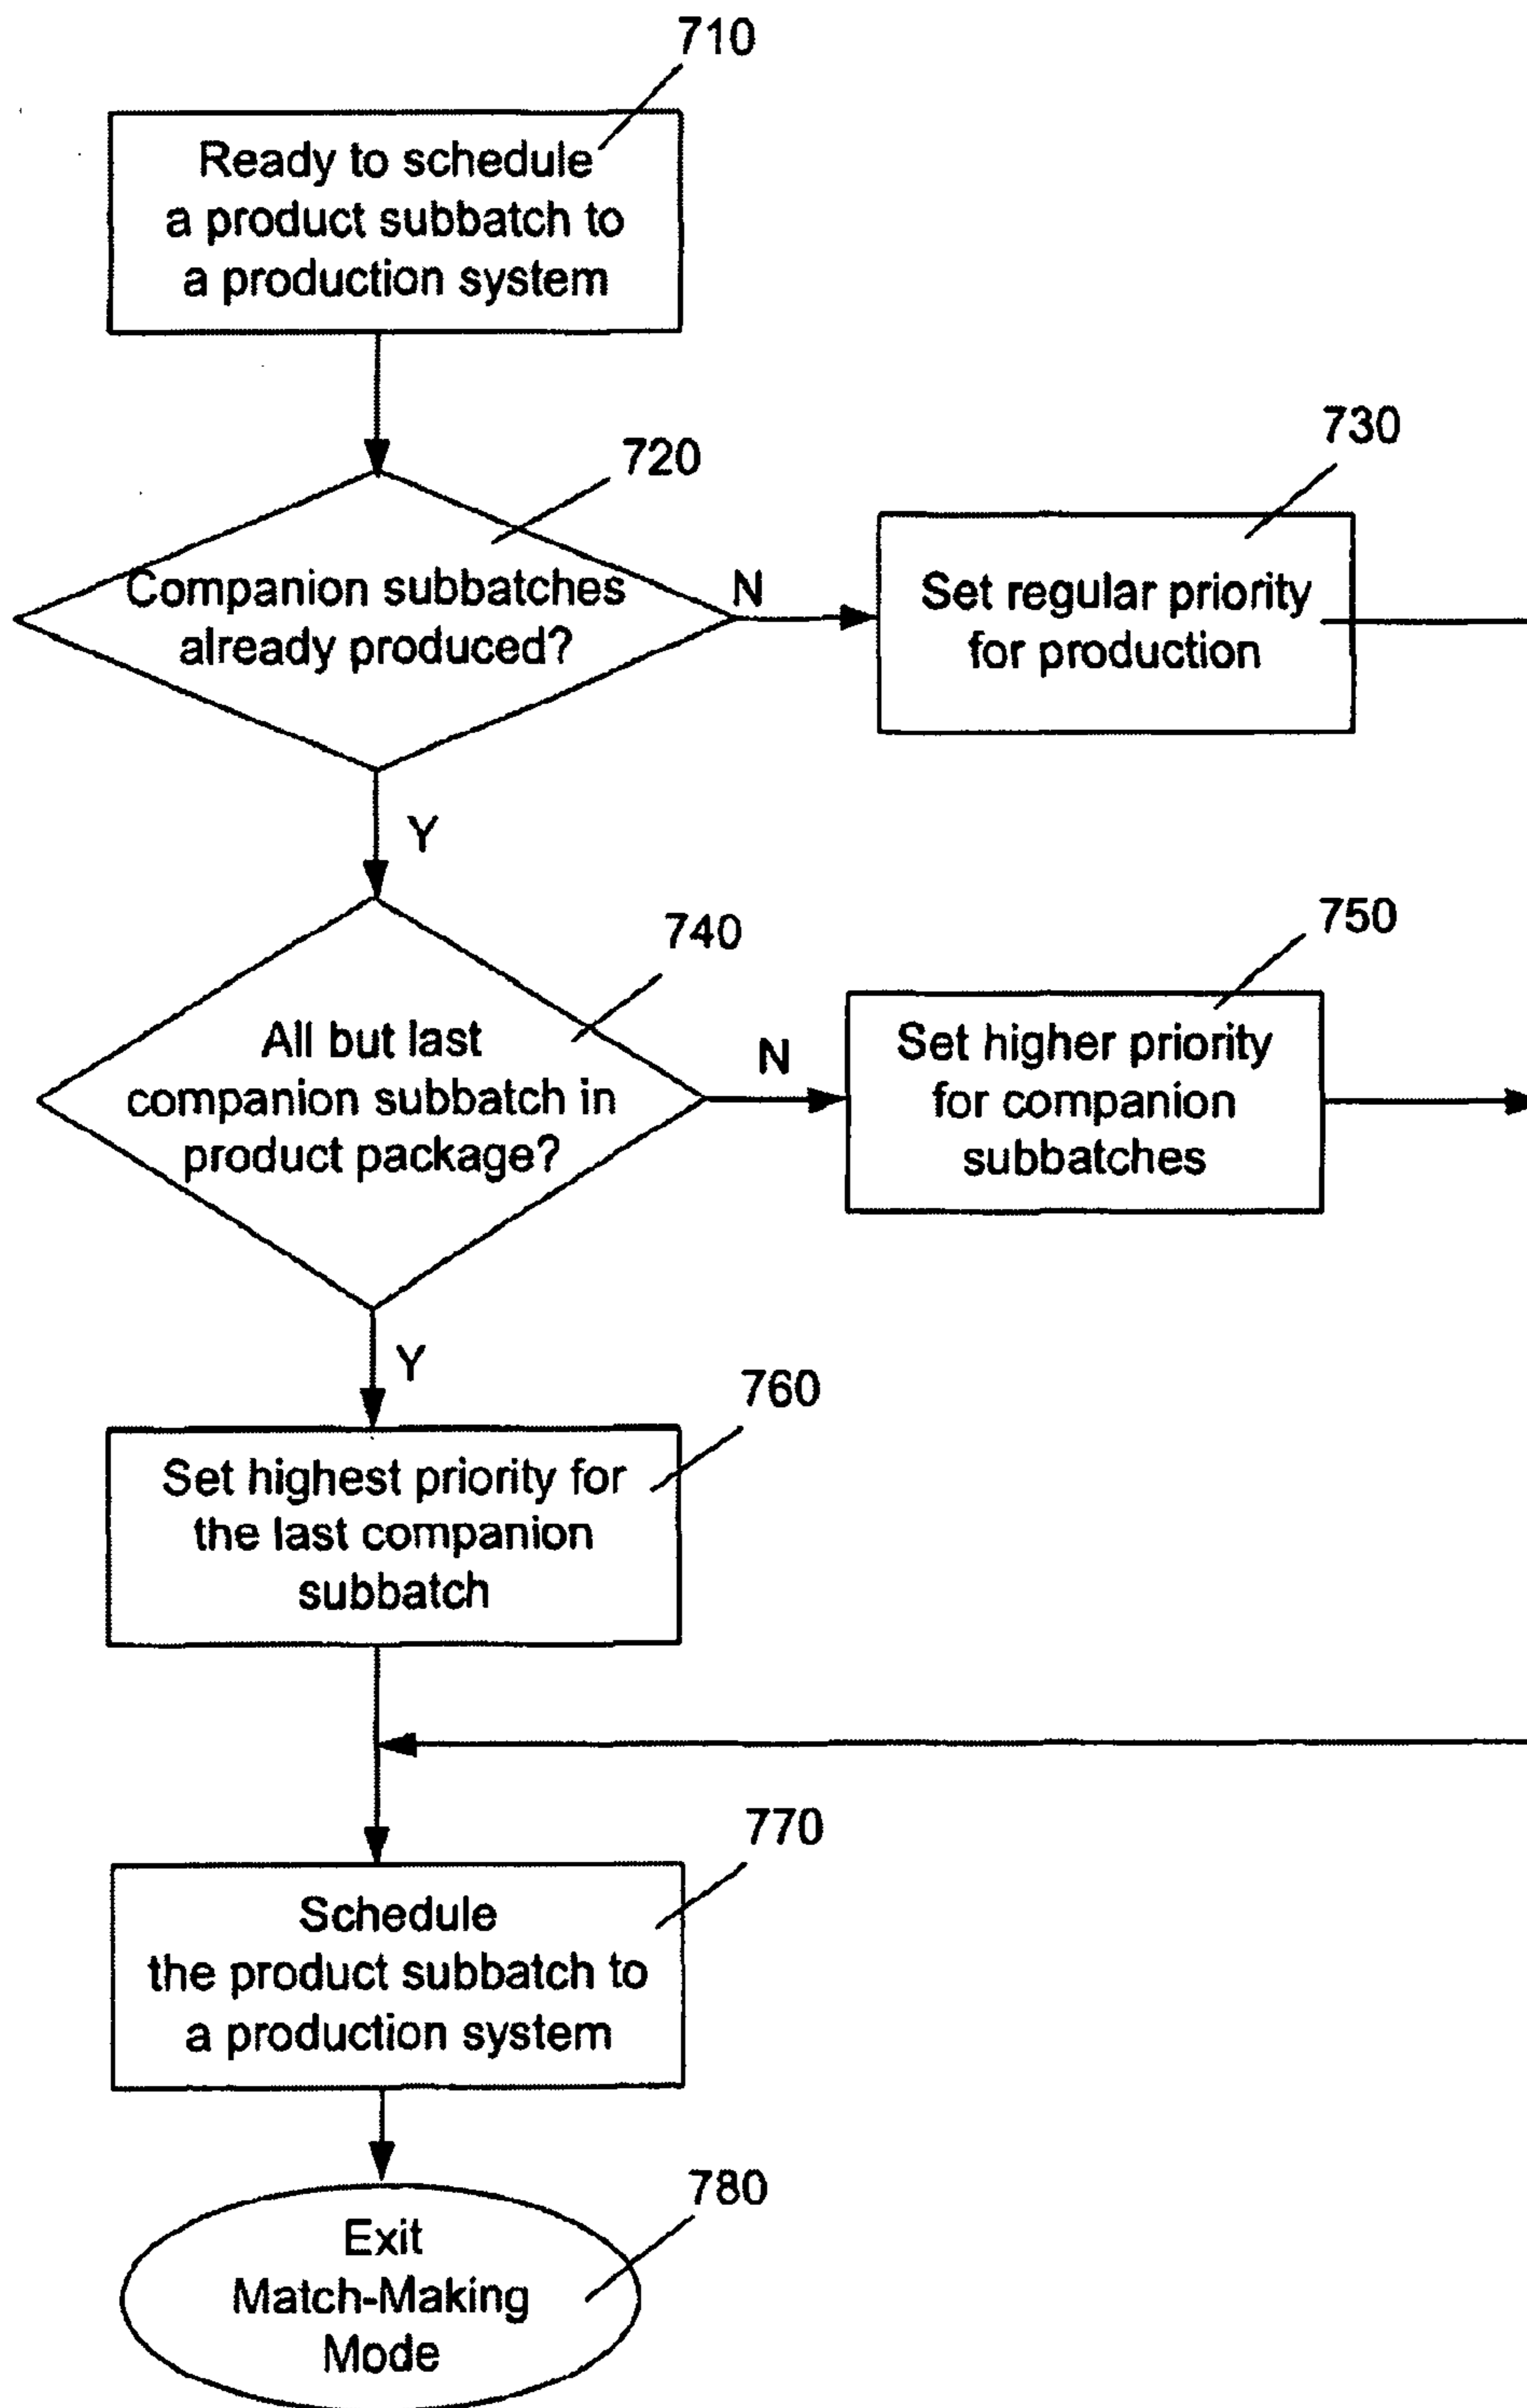 710
Ready to schedule
a product subbatch to
a production system
720
Companion subbatches
already produced?
N
730
Set regular priority
for production
Y
740
All but last
companion subbatch in
product package?
N
750
Set higher priority
for companion
subbatches
Y
760
Set highest priority for
the last companion
subbatch
770
Schedule
the product subbatch to
a production system
780
Exit
Match-Making
Mode